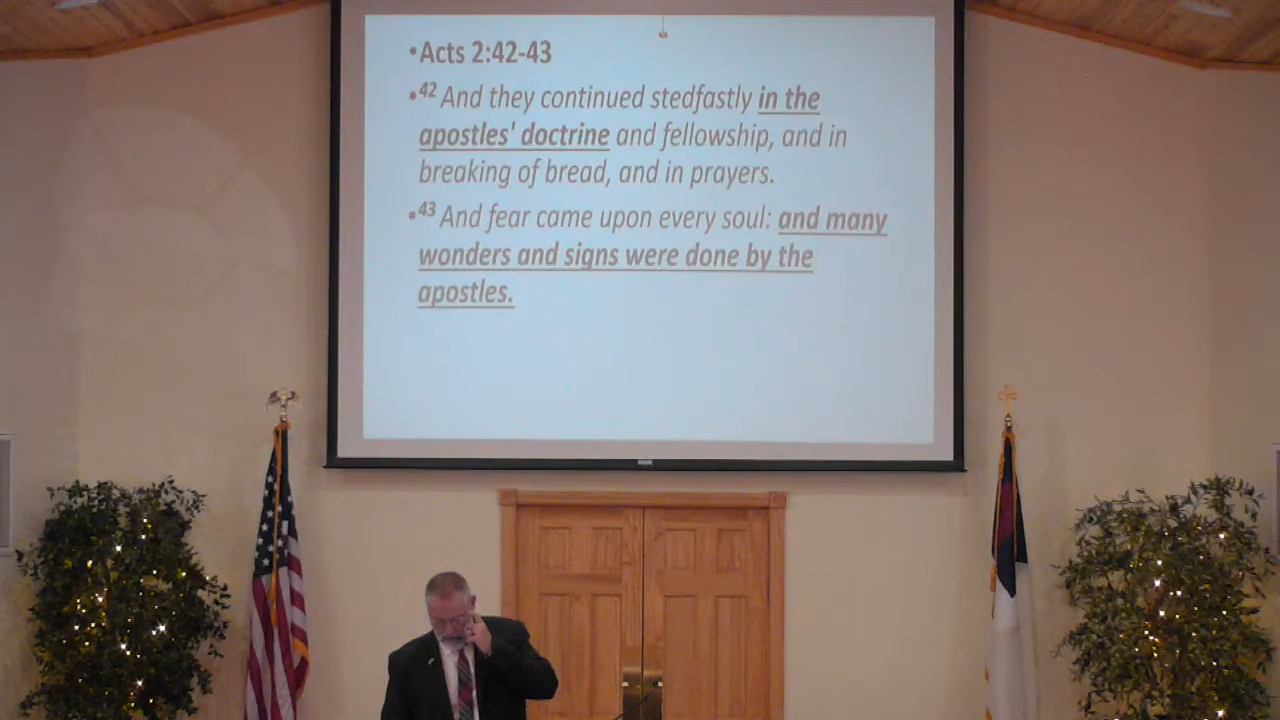 •Acts 2:42-43
•42 And they continued stedfastly in the
apostles' doctrine and fellowship, and in
breaking of bread, and in prayers.
•43 And fear came upon every soul: and many
wonders and signs were done by the
apostles.